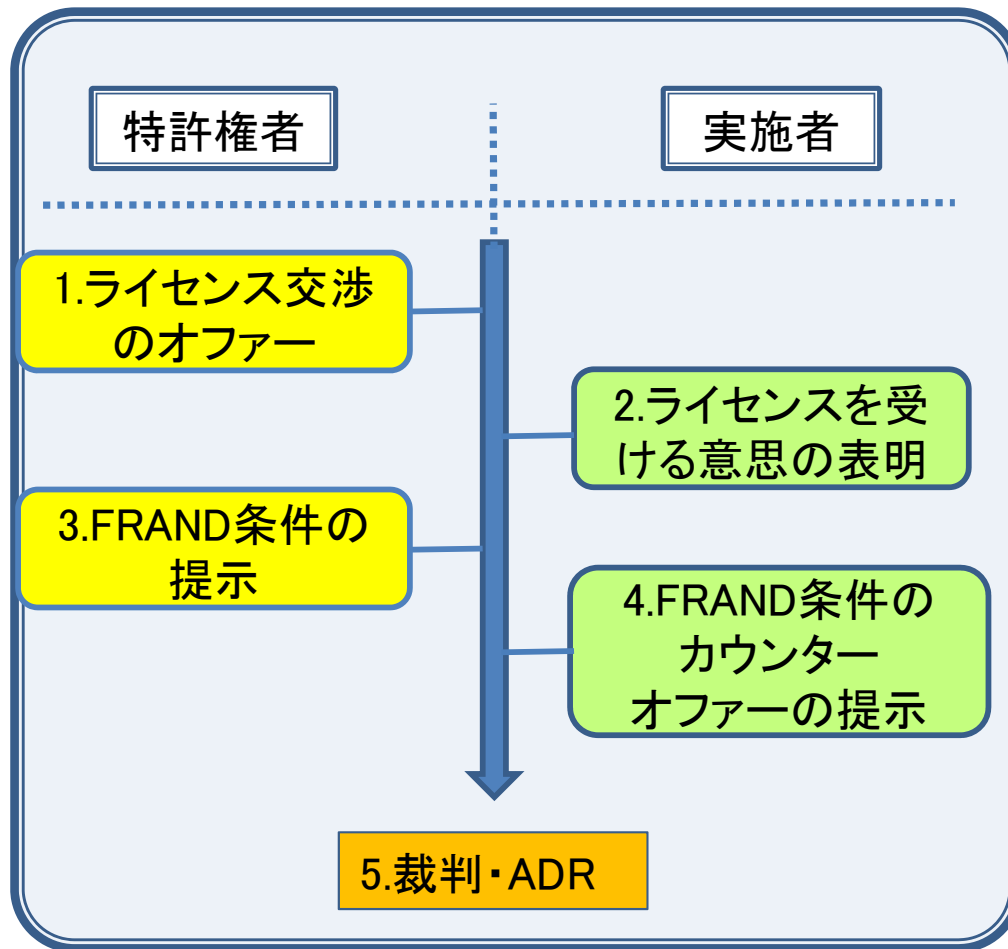 特許権者
実施者
1.ライセンス交渉
のオファー
2.ライセンスを受
ける意思の表明
3.FRAND条件の
提示
4.FRAND条件の
カウンター
オファーの提示
5.裁判・ADR